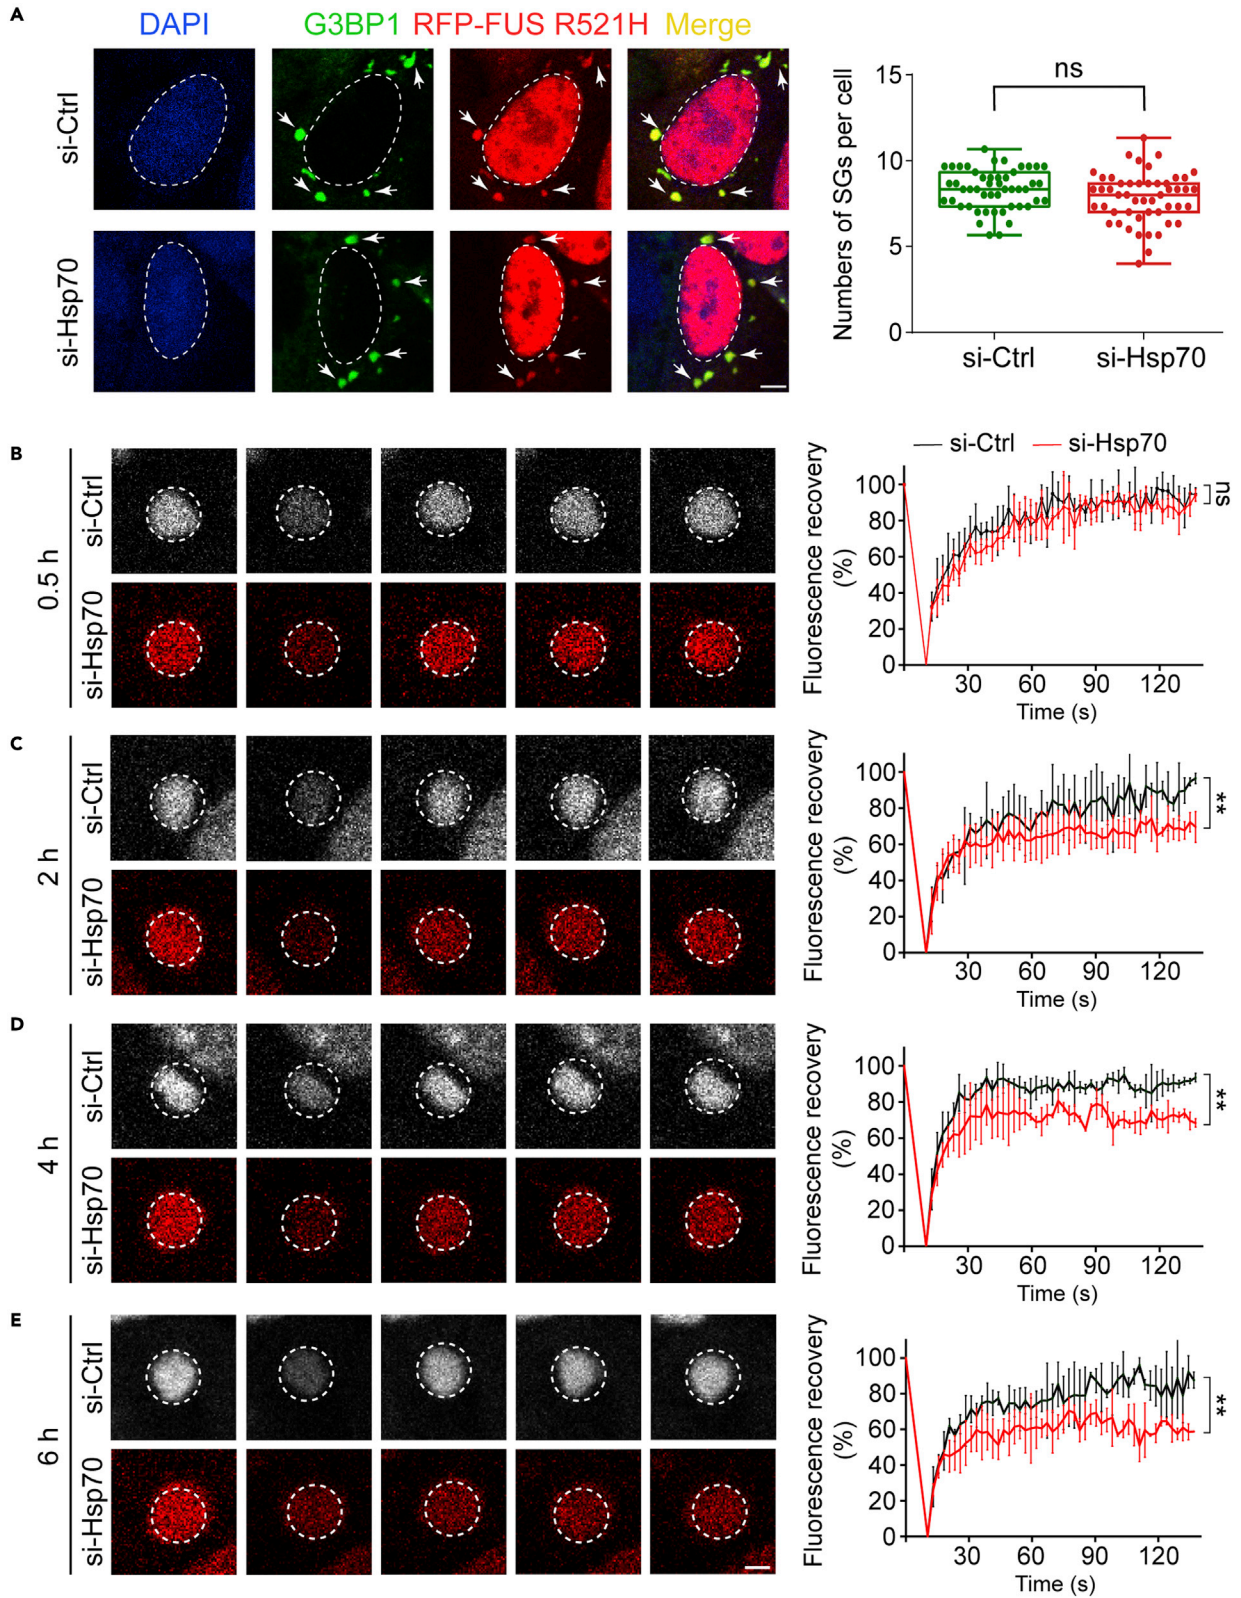 A
DAPI G3BP1 RFP-FUS R521H Merge
si-Ctrl
si-Hsp70
Numbers of SGs per cell
15
10
5
0
ns
si-Ctrl si-Hsp70
B
0.5 h
si-Ctrl
si-Hsp70
si-Ctrl si-Hsp70
Fluorescence recovery
(%)
100
80
60
40
20
0
ns
30 60 90 120
Time (s)
C
2 h
si-Ctrl
si-Hsp70
Fluorescence recovery
(%)
100
80
60
40
20
0
**
30 60 90 120
Time (s)
D
4 h
si-Ctrl
si-Hsp70
Fluorescence recovery
(%)
100
80
60
40
20
0
**
30 60 90 120
Time (s)
E
6 h
si-Ctrl
si-Hsp70
Fluorescence recovery
(%)
100
80
60
40
20
0
**
30 60 90 120
Time (s)